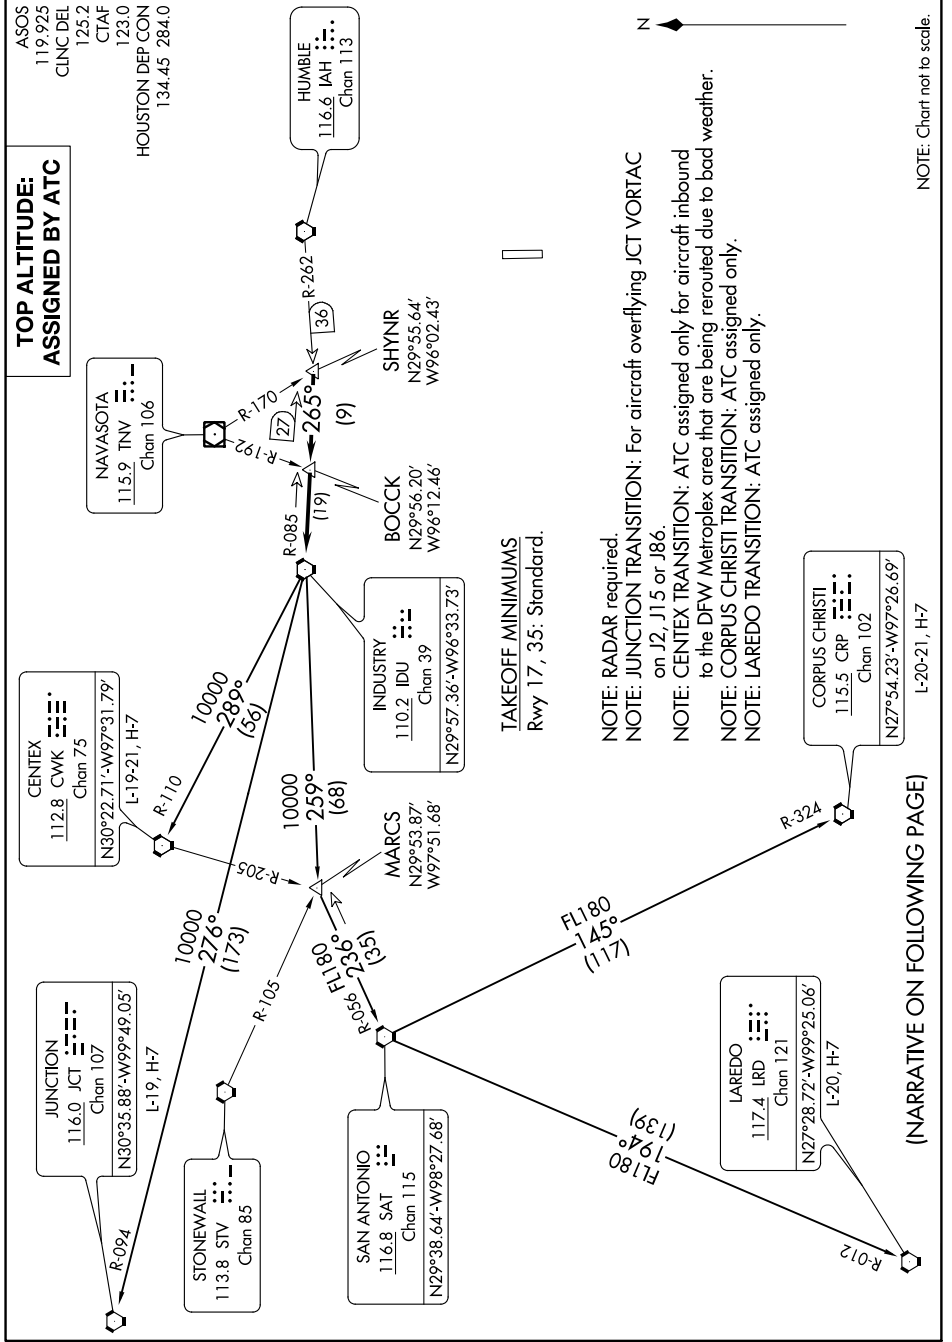 ASOS
119.925
CLNC DEL
125.2
CTAF
123.0
HOUSTON DEP CON
134.45 284.0
TOP ALTITUDE:
ASSIGNED BY ATC
HUMBLE
116.6 IAH
Chan 113
R-262
36
NAVASOTA
115.9 TNV
Chan 106
R-170
R-192
27
265°
(9)
SHYNR
N29°55.64'
W96°02.43'
R-085
(19)
BOCCK
N29°56.20'
W96°12.46'
INDUSTRY
110.2 IDU
Chan 39
N29°57.36'-W96°33.73'
CENTEX
112.8 CWK
Chan 75
N30°22.71'-W97°31.79'
L-19-21, H-7
R-110
10000
289°
(56)
R-205
10000
259°
(68)
MARCS
N29°53.87'
W97°51.68'
10000
276°
(173)
JUNCTION
116.0 JCT
Chan 107
N30°35.88'-W99°49.05'
L-19, H-7
R-094
STONEWALL
113.8 STV
Chan 85
R-105
FL180
236°
(35)
R-056
SAN ANTONIO
116.8 SAT
Chan 115
N29°38.64'-W98°27.68'
FL180
145°
(117)
R-324
CORPUS CHRISTI
115.5 CRP
Chan 102
N27°54.23'-W97°26.69'
L-20-21, H-7
FL180
194°
(139)
R-012
LAREDO
117.4 LRD
Chan 121
N27°28.72'-W99°25.06'
L-20, H-7
TAKEOFF MINIMUMS
Rwy 17, 35: Standard.
NOTE: RADAR required.
NOTE: JUNCTION TRANSITION: For aircraft overflying JCT VORTAC
on J2, J15 or J86.
NOTE: CENTEX TRANSITION: ATC assigned only for aircraft inbound
to the DFW Metroplex area that are being rerouted due to bad weather.
NOTE: CORPUS CHRISTI TRANSITION: ATC assigned only.
NOTE: LAREDO TRANSITION: ATC assigned only.
N
(NARRATIVE ON FOLLOWING PAGE)
NOTE: Chart not to scale.